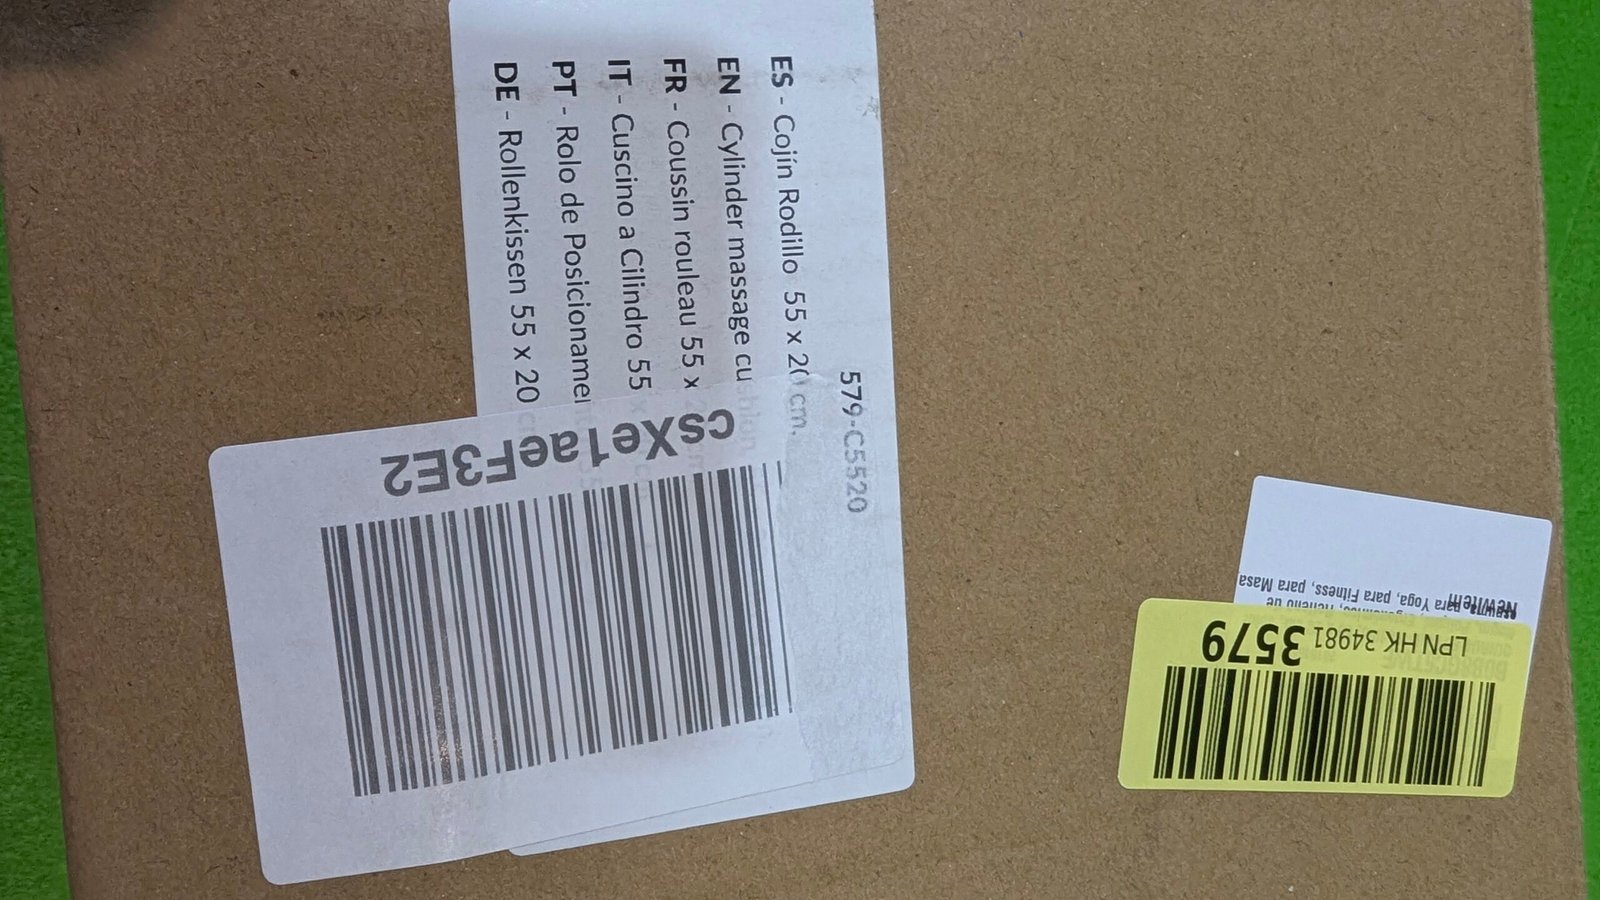 579-C5520
ES - Cojín Rodillo 55 x 20 cm.
EN - Cylinder massage cu
FR - Coussin rouleau 55 x
IT - Cuscino a Cilindro 55 x
PT - Rolo de Posicionamen
DE - Rollenkissen 55 x 20
csXe1aeF3E2
LPN HK 34981 3579
NewItem
para Yoga, para Fitness, para Masa